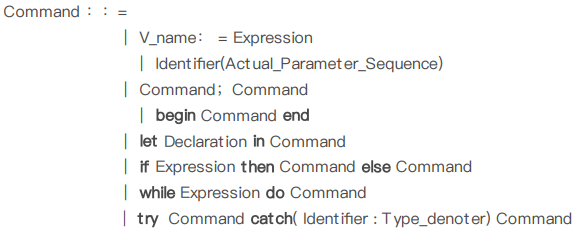 Command : : =
| V_name: = Expression
| Identifier(Actual_Parameter_Sequence)
| Command; Command
| begin Command end
| let Declaration in Command
| if Expression then Command else Command
| while Expression do Command
| try Command catch( Identifier : Type_denoter) Command